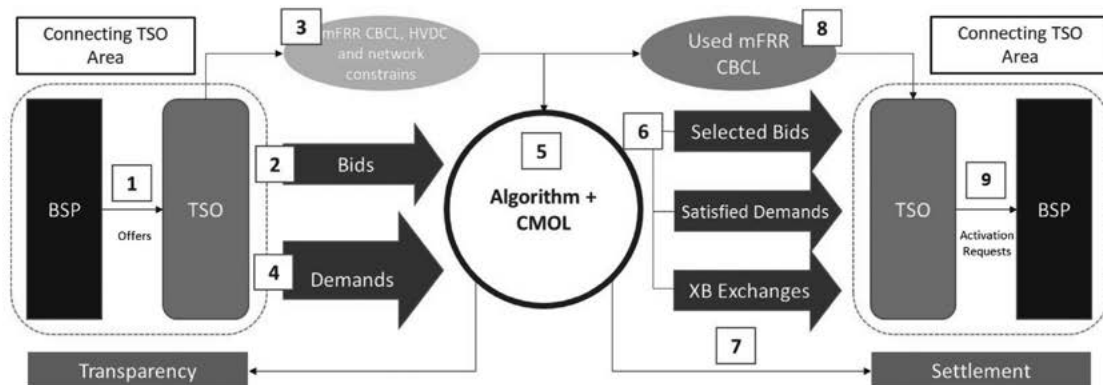 Connecting TSO
Area
3
mFRR CBCL, HVDC
and network
constrains
8
Used mFRR
CBCL
Connecting TSO
Area
BSP
1
Offers
TSO
2
Bids
4
Demands
5
Algorithm +
CMOL
6
Selected Bids
Satisfied Demands
XB Exchanges
TSO
9
Activation
Requests
BSP
7
Transparency
Settlement